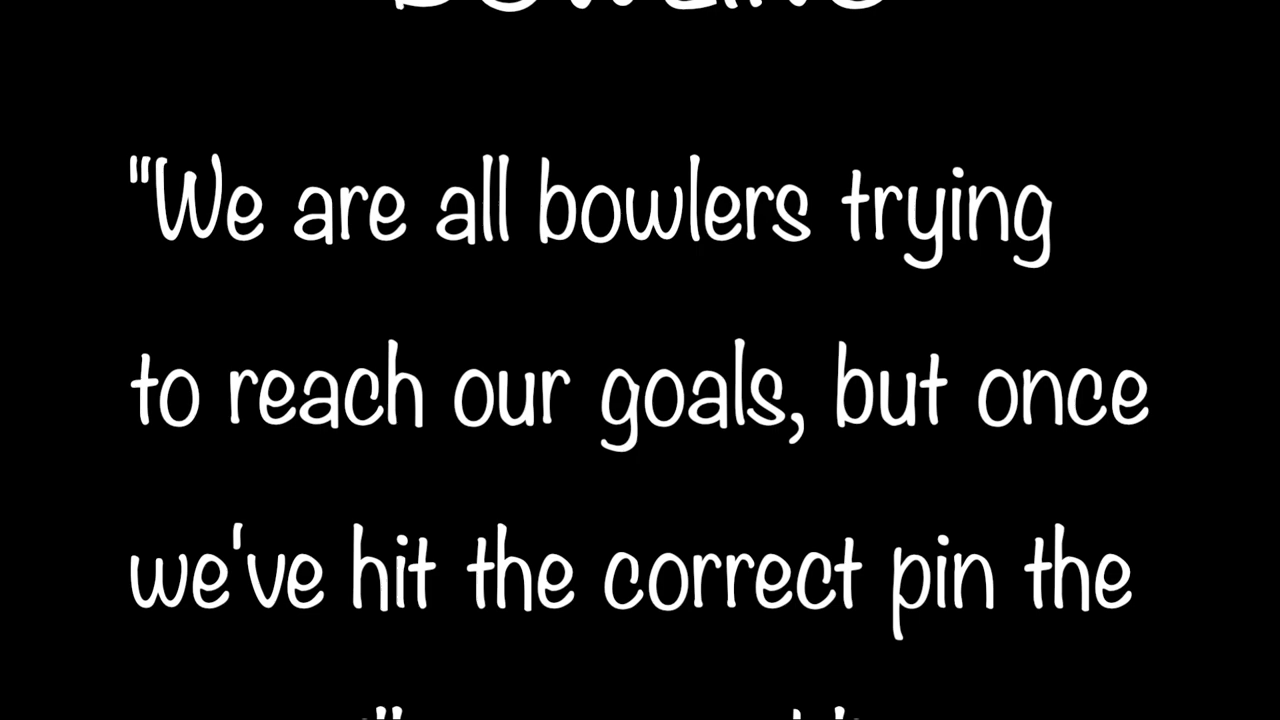 "We are all bowlers trying
to reach our goals, but once
we've hit the correct pin the